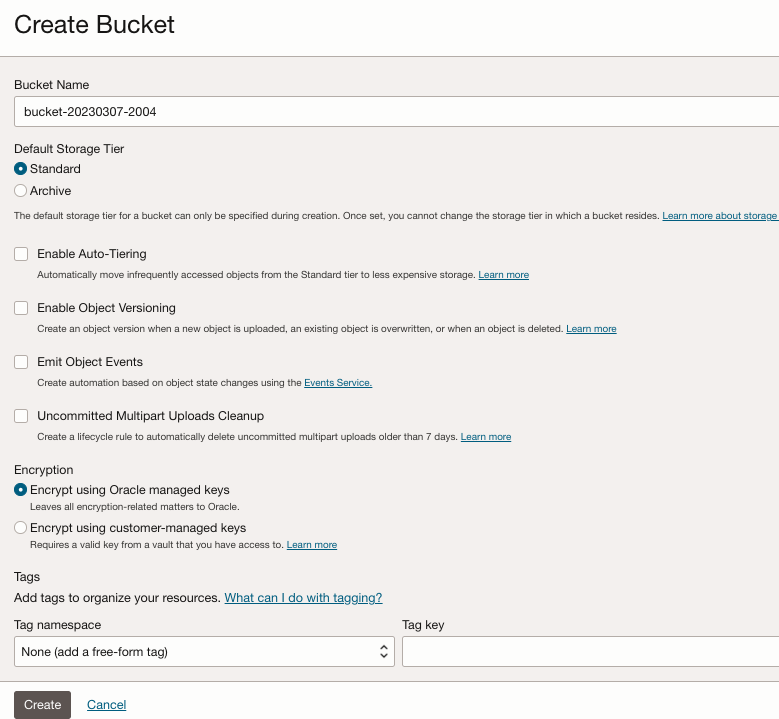 Create Bucket
Bucket Name
bucket-20230307-2004
Default Storage Tier
Standard
Archive
The default storage tier for a bucket can only be specified during creation. Once set, you cannot change the storage tier in which a bucket resides. Learn more about storage
Enable Auto-Tiering
Automatically move infrequently accessed objects from the Standard tier to less expensive storage. Learn more
Enable Object Versioning
Create an object version when a new object is uploaded, an existing object is overwritten, or when an object is deleted. Learn more
Emit Object Events
Create automation based on object state changes using the Events Service.
Uncommitted Multipart Uploads Cleanup
Create a lifecycle rule to automatically delete uncommitted multipart uploads older than 7 days. Learn more
Encryption
Encrypt using Oracle managed keys
Leaves all encryption-related matters to Oracle.
Encrypt using customer-managed keys
Requires a valid key from a vault that you have access to. Learn more
Tags
Add tags to organize your resources. What can I do with tagging?
Tag namespace Tag key
None (add a free-form tag)
Create Cancel